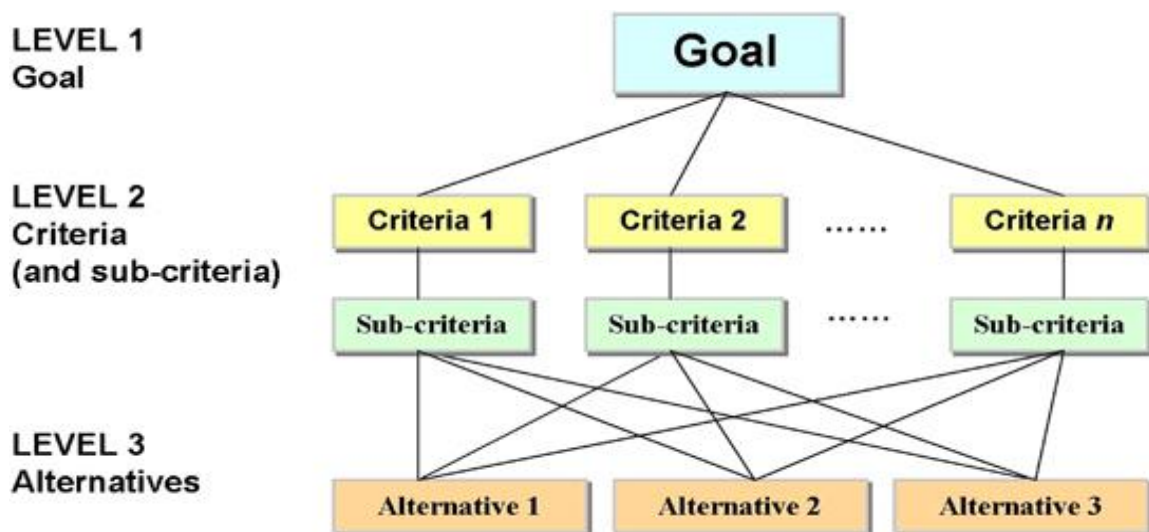 LEVEL 1
Goal
Goal
LEVEL 2
Criteria
(and sub-criteria)
Criteria 1
Criteria 2
......
Criteria n
Sub-criteria
Sub-criteria
......
Sub-criteria
LEVEL 3
Alternatives
Alternative 1
Alternative 2
Alternative 3